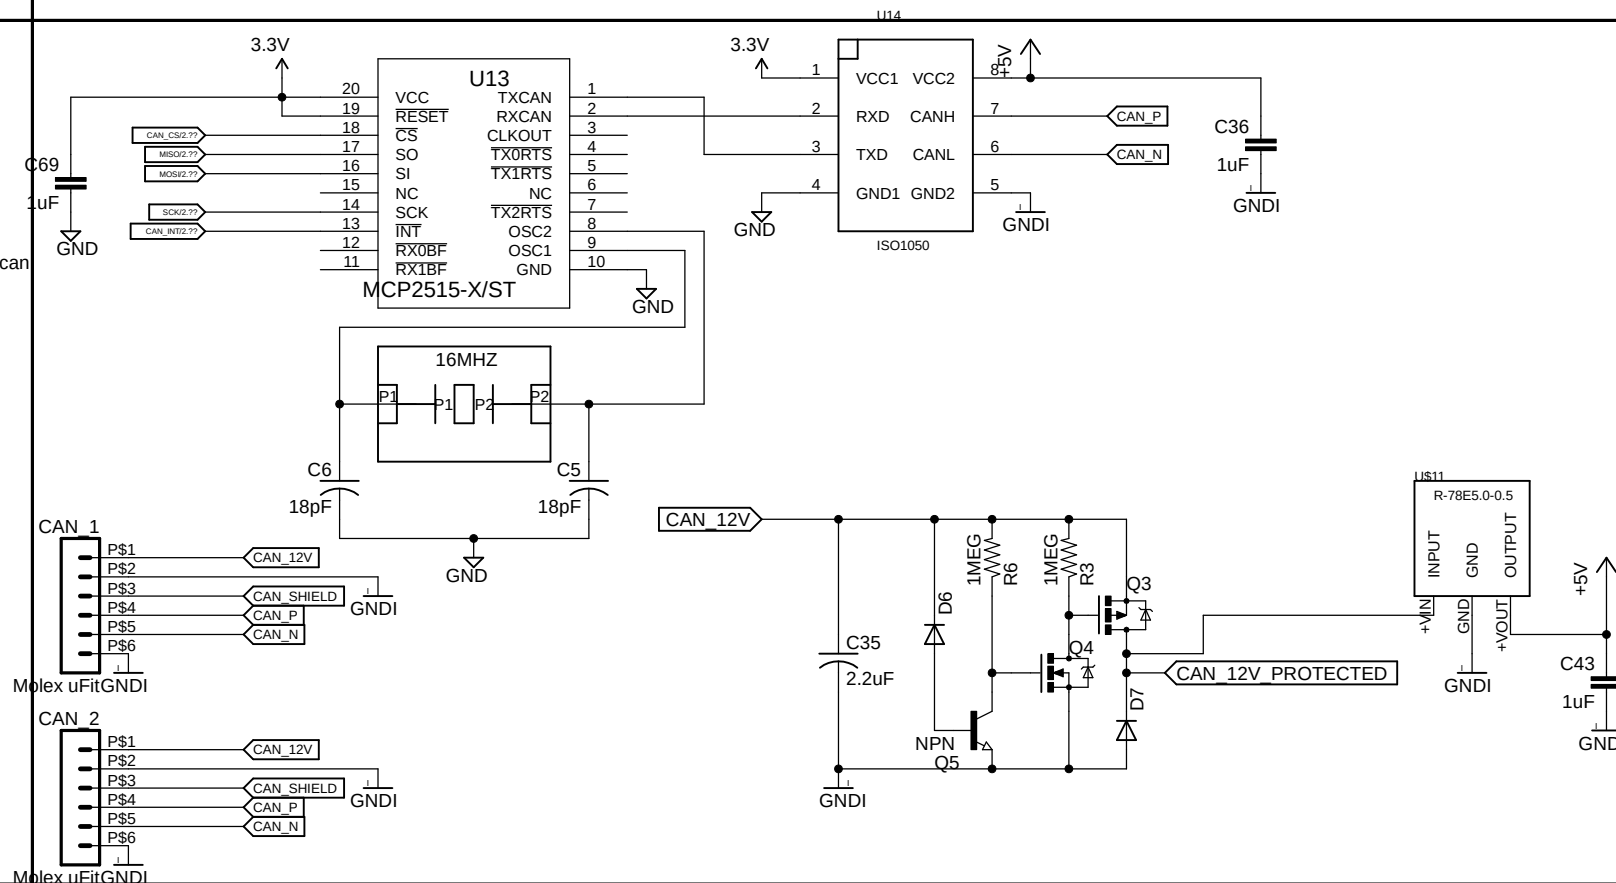 U14
3.3V
3.3V
+5V
U13
20 VCC TXCAN 1
19 RESET RXCAN 2
18 CS CLKOUT 3
17 SO TX0RTS 4
16 SI TX1RTS 5
15 NC NC 6
14 SCK TX2RTS 7
13 INT OSC2 8
12 RX0BF OSC1 9
11 RX1BF GND 10
MCP2515-X/ST
CAN_CS/2.??
MISO/2.??
MOSI/2.??
SCK/2.??
CAN_INT/2.??
C69
1uF
GND
can
GND
1 VCC1 VCC2 8
2 RXD CANH 7
3 TXD CANL 6
4 GND1 GND2 5
ISO1050
GND
GNDI
CAN_P
CAN_N
C36
1uF
GNDI
16MHZ
P1 P1 P2 P2
C6
18pF
C5
18pF
GND
CAN_1
P$1 CAN_12V
P$2
P$3 CAN_SHIELD
P$4 CAN_P
P$5 CAN_N
P$6
GNDI
Molex uFit GNDI
CAN_2
P$1 CAN_12V
P$2
P$3 CAN_SHIELD
P$4 CAN_P
P$5 CAN_N
P$6
GNDI
Molex uFit GNDI
CAN_12V
C35
2.2uF
D6
1MEG
R6
1MEG
R3
Q3
Q4
D7
NPN
Q5
GNDI
CAN_12V_PROTECTED
U$11
R-78E5.0-0.5
INPUT
GND
OUTPUT
+VIN
GND
+VOUT
GNDI
+5V
C43
1uF
GND